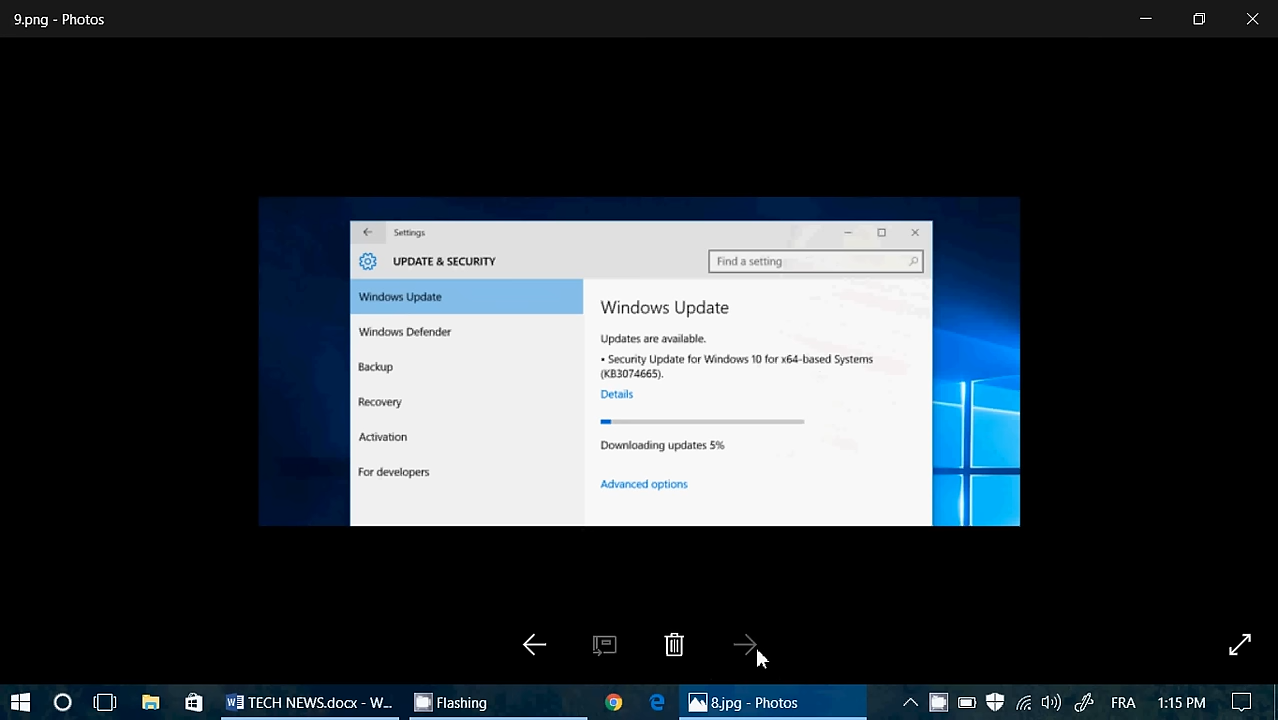 9.png - Photos
Settings
UPDATE & SECURITY
Find a setting
Windows Update
Windows Defender
Backup
Recovery
Activation
For developers
Windows Update
Updates are available.
• Security Update for Windows 10 for x64-based Systems
(KB3074665).
Details
Downloading updates 5%
Advanced options
TECH NEWS.docx - W...
Flashing
8.jpg - Photos
FRA
1:15 PM